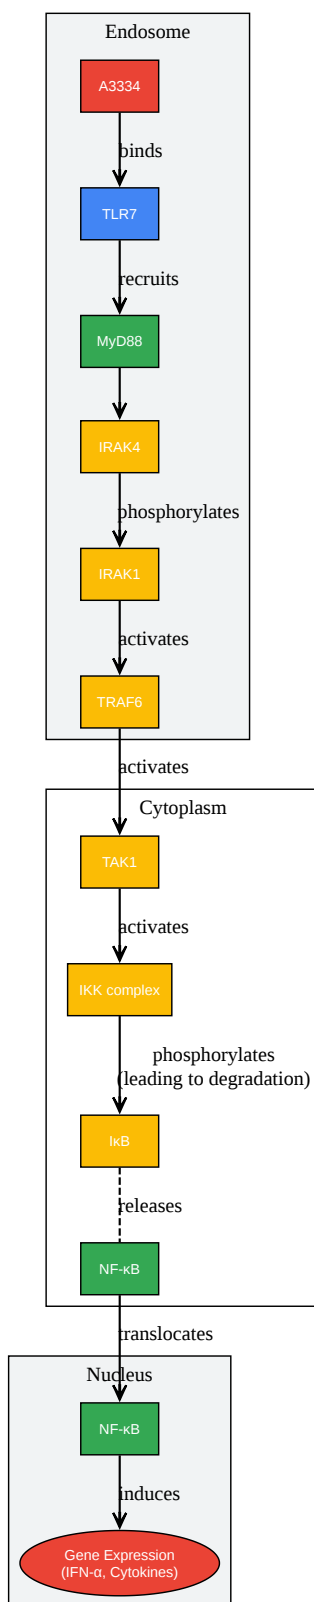 Endosome
A3334
binds
TLR7
recruits
MyD88
IRAK4
phosphorylates
IRAK1
activates
TRAF6
activates
Cytoplasm
TAK1
activates
IKK complex
phosphorylates
(leading to degradation)
IκB
releases
NF-κB
translocates
Nucleus
NF-κB
induces
Gene Expression
(IFN-α, Cytokines)